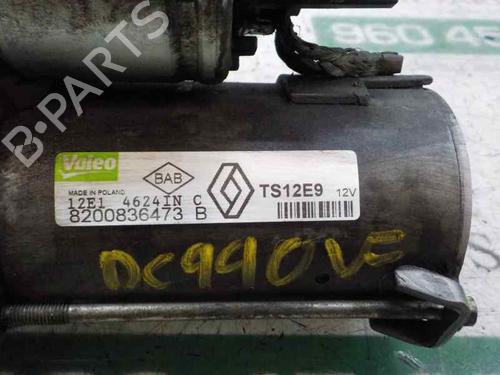 B-PARTS
960 45
Valeo
BAB
MADE IN POLAND
TS12E9 12V
12E1 4624IN C
8200836473 B
DC990VE